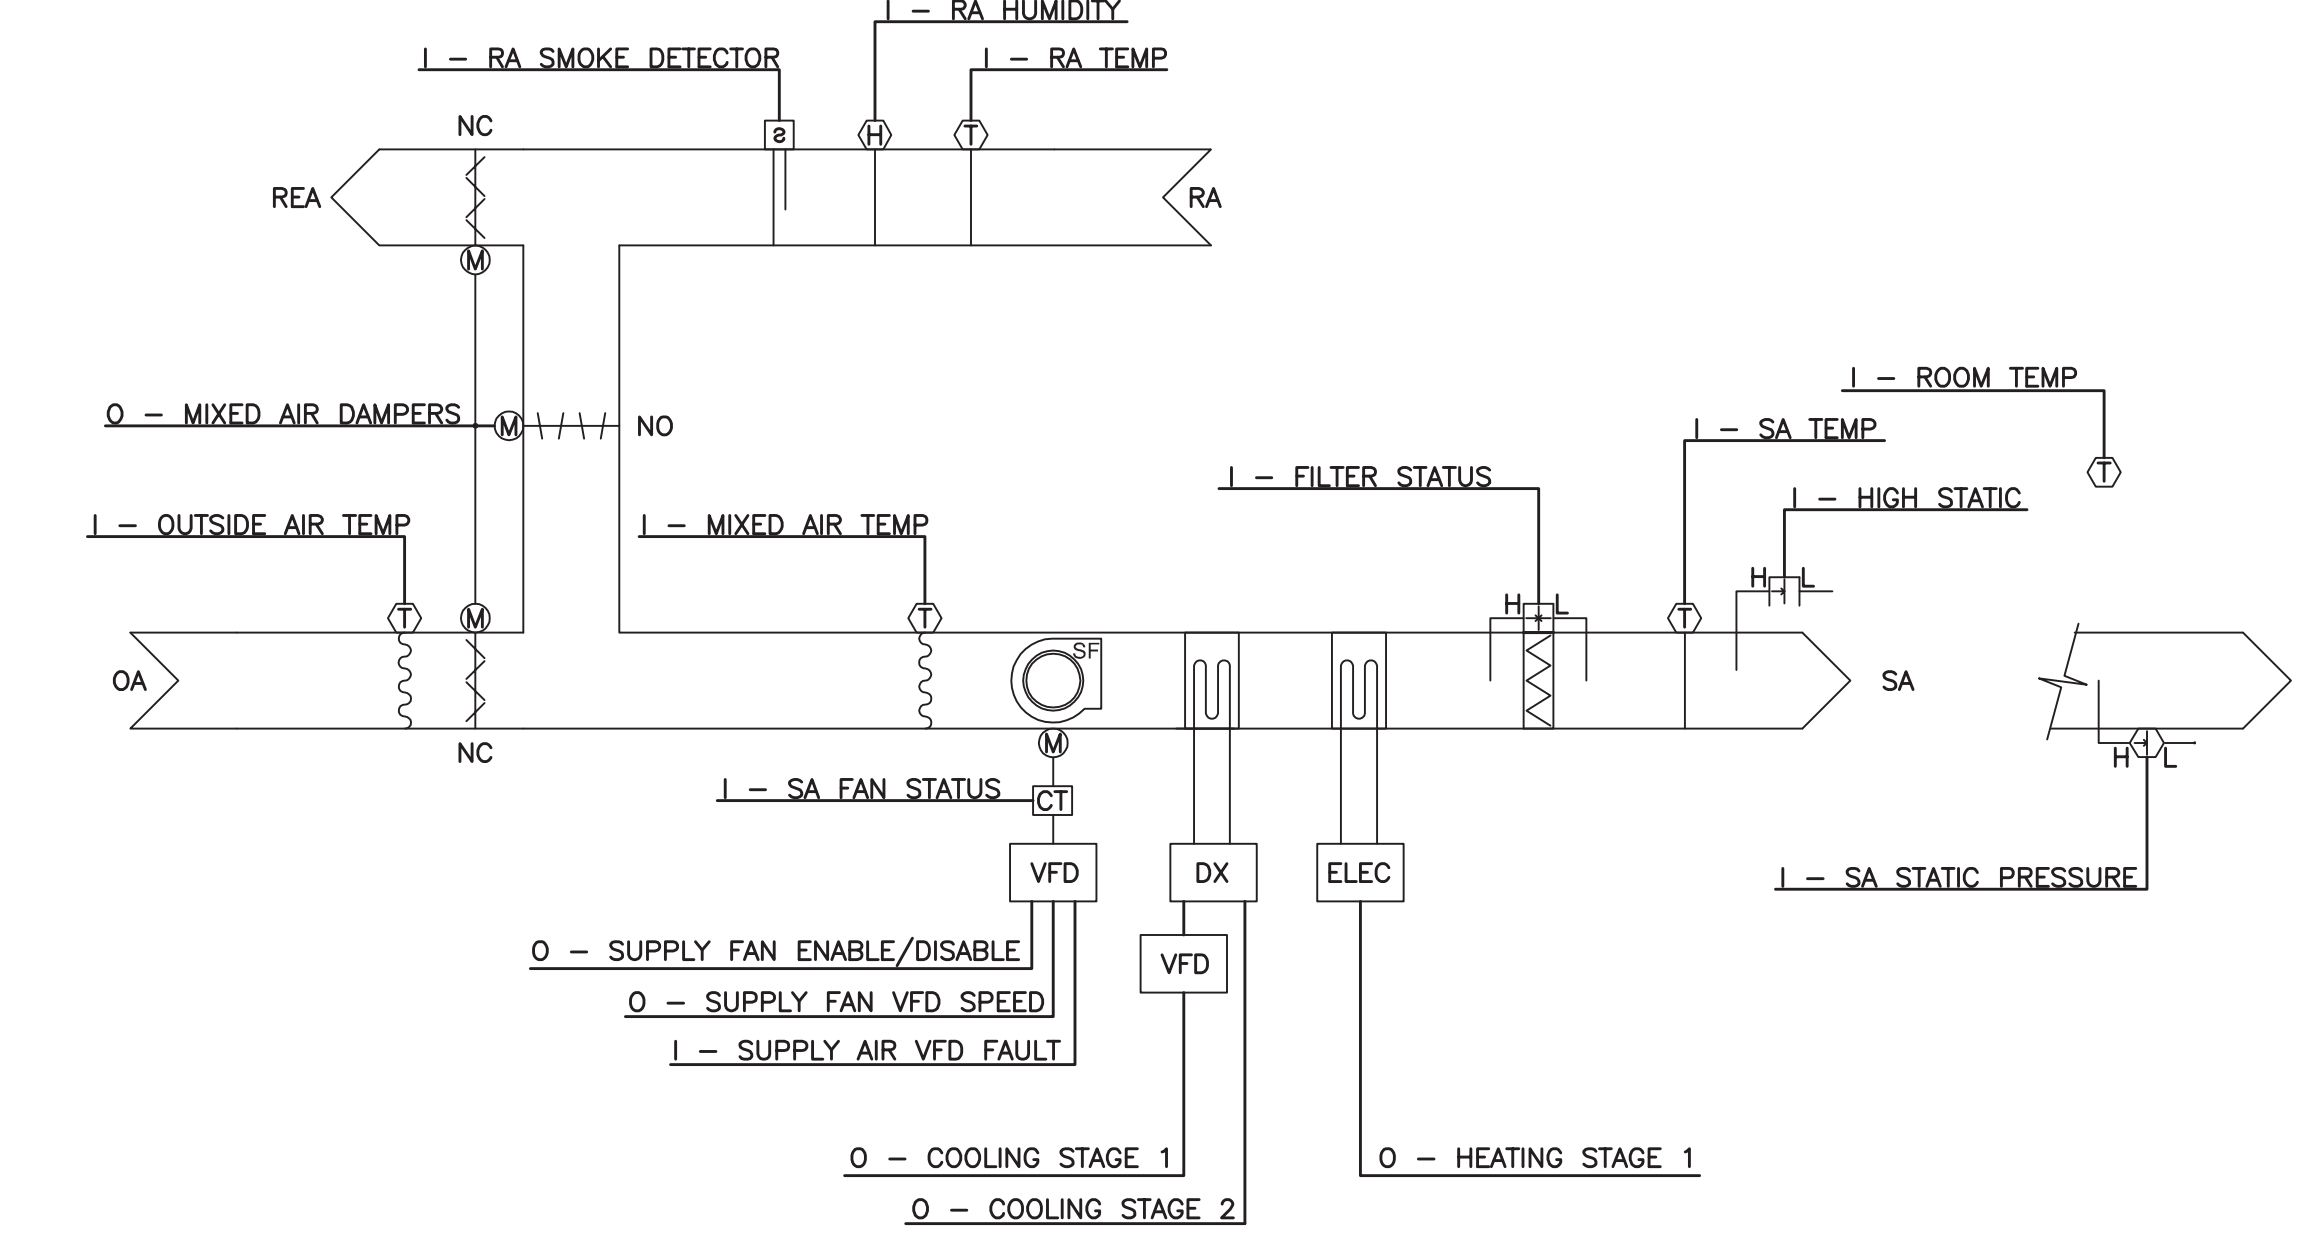 I - RA HUMIDITY
I - RA SMOKE DETECTOR
I - RA TEMP
NC
S
H
T
REA
RA
M
I - ROOM TEMP
O - MIXED AIR DAMPERS
M
NO
I - SA TEMP
T
I - FILTER STATUS
I - HIGH STATIC
I - OUTSIDE AIR TEMP
I - MIXED AIR TEMP
H
L
H
L
T
M
T
T
SF
OA
SA
NC
M
H
L
I - SA FAN STATUS
CT
VFD
DX
ELEC
I - SA STATIC PRESSURE
O - SUPPLY FAN ENABLE/DISABLE
VFD
O - SUPPLY FAN VFD SPEED
I - SUPPLY AIR VFD FAULT
O - COOLING STAGE 1
O - HEATING STAGE 1
O - COOLING STAGE 2